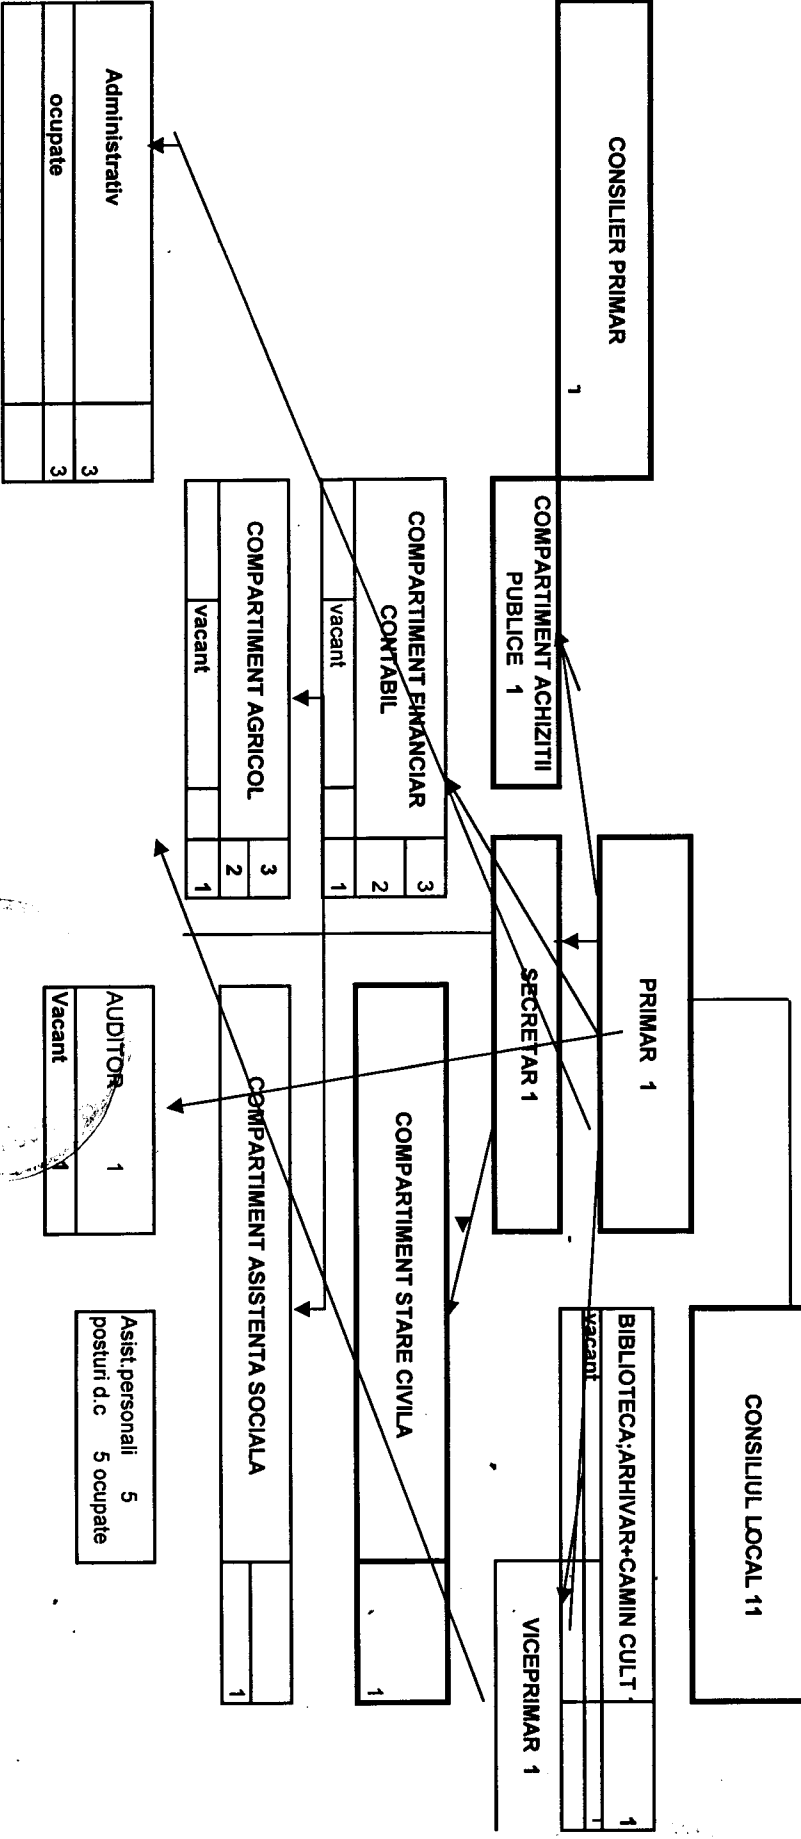 CONSILIUL LOCAL 11
PRIMAR 1
CONSILIER PRIMAR
1
BIBLIOTECA;ARHIVAR+CAMIN CULT
1
vacant
COMPARTIMENT ACHIZITII
PUBLICE 1
SECRETAR 1
VICEPRIMAR 1
COMPARTIMENT FINANCIAR
CONTABIL
3
2
vacant
1
COMPARTIMENT STARE CIVILA
1
COMPARTIMENT AGRICOL
3
2
vacant
1
COMPARTIMENT ASISTENTA SOCIALA
1
Administrativ
3
ocupate
3
AUDITOR 1
Vacant 1
Asist.personali 5
posturi d.c 5 ocupate